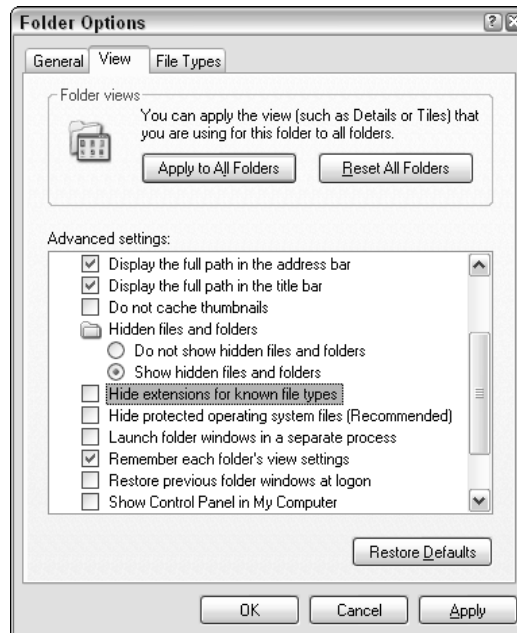 Folder Options
General View File Types
Folder views
You can apply the view (such as Details or Tiles) that
you are using for this folder to all folders.
Apply to All Folders Reset All Folders
Advanced settings:
Display the full path in the address bar
Display the full path in the title bar
Do not cache thumbnails
Hidden files and folders
Do not show hidden files and folders
Show hidden files and folders
Hide extensions for known file types
Hide protected operating system files (Recommended)
Launch folder windows in a separate process
Remember each folder's view settings
Restore previous folder windows at logon
Show Control Panel in My Computer
Restore Defaults
OK Cancel Apply